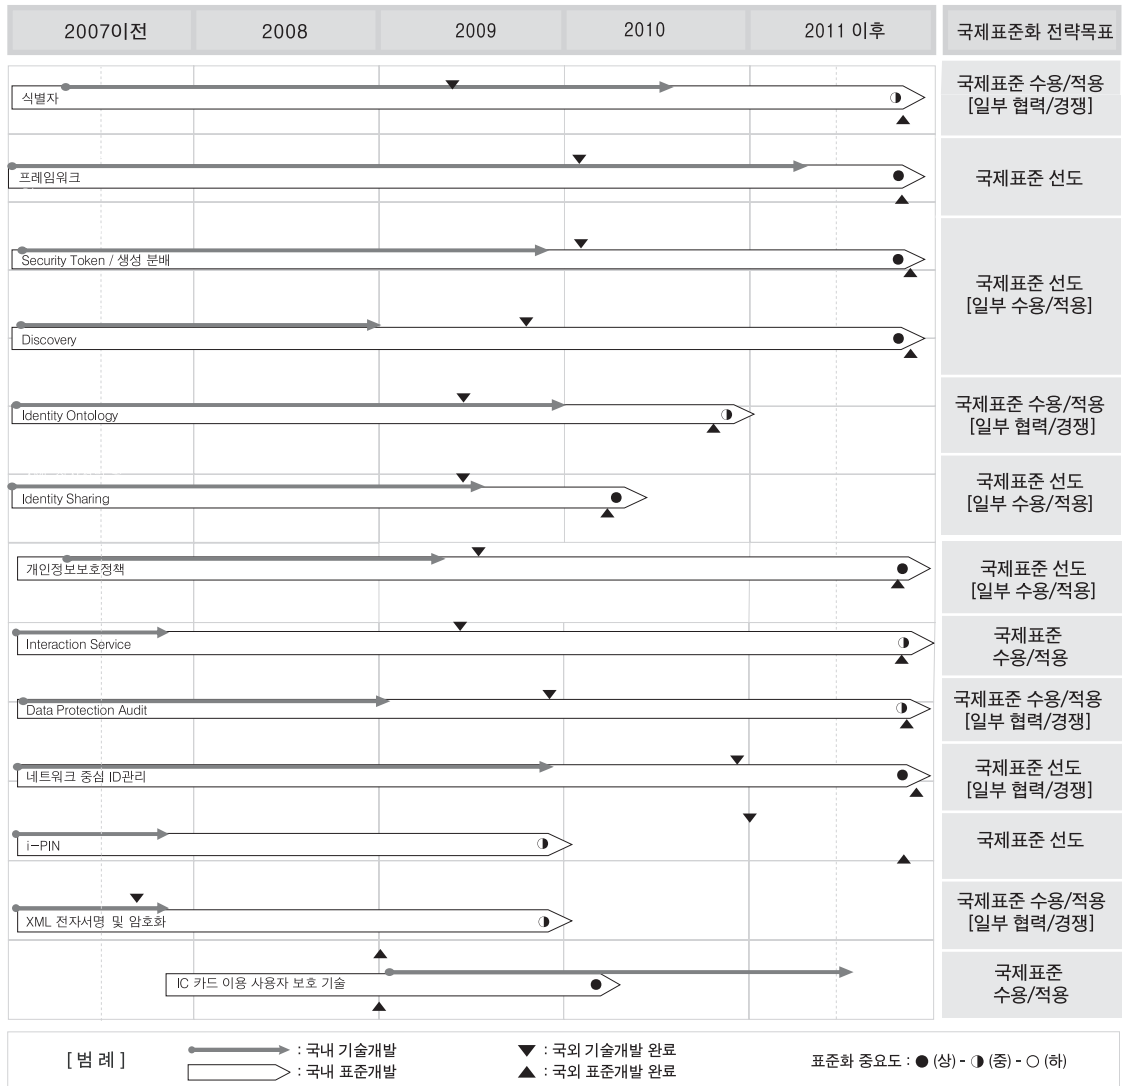 2007이전
2008
2009
2010
2011 이후
국제표준화 전략목표
식별자
국제표준 수용/적용
[일부 협력/경쟁]
프레임워크
국제표준 선도
Security Token / 생성 분배
국제표준 선도
[일부 수용/적용]
Discovery
Identity Ontology
국제표준 수용/적용
[일부 협력/경쟁]
Identity Sharing
국제표준 선도
[일부 수용/적용]
개인정보보호정책
국제표준 선도
[일부 수용/적용]
Interaction Service
국제표준
수용/적용
Data Protection Audit
국제표준 수용/적용
[일부 협력/경쟁]
네트워크 중심 ID관리
국제표준 선도
[일부 협력/경쟁]
i-PIN
국제표준 선도
XML 전자서명 및 암호화
국제표준 수용/적용
[일부 협력/경쟁]
IC 카드 이용 사용자 보호 기술
국제표준
수용/적용
[범 례]
: 국내 기술개발
: 국내 표준개발
: 국외 기술개발 완료
: 국외 표준개발 완료
표준화 중요도 : ● (상) - ◑ (중) - ○ (하)